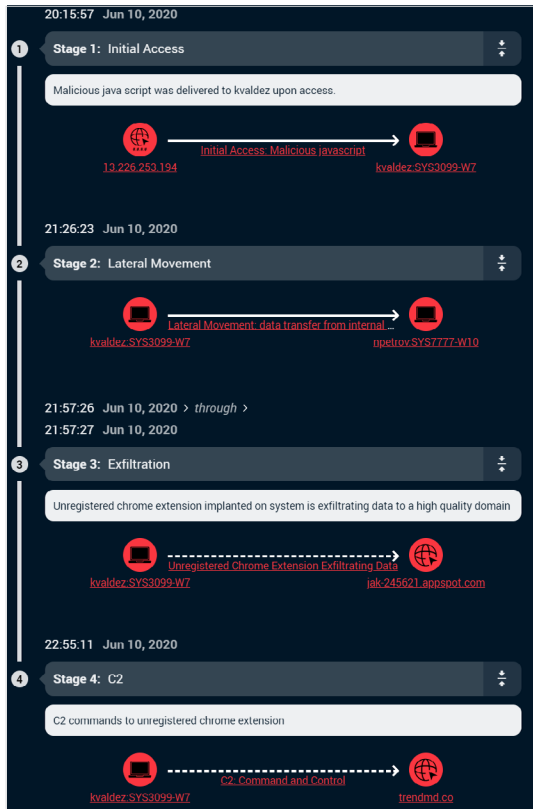 20:15:57 Jun 10, 2020
1 Stage 1: Initial Access
Malicious java script was delivered to kvaldez upon access.
Initial Access: Malicious javascript
13.226.253.194 kvaldez:SYS3099-W7
21:26:23 Jun 10, 2020
2 Stage 2: Lateral Movement
Lateral Movement: data transfer from internal ...
kvaldez:SYS3099-W7 npetrov:SYS7777-W10
21:57:26 Jun 10, 2020 > through >
21:57:27 Jun 10, 2020
3 Stage 3: Exfiltration
Unregistered chrome extension implanted on system is exfiltrating data to a high quality domain
Unregistered Chrome Extension Exfiltrating Data
kvaldez:SYS3099-W7 jak-245621.appspot.com
22:55:11 Jun 10, 2020
4 Stage 4: C2
C2 commands to unregistered chrome extension
C2: Command and Control
kvaldez:SYS3099-W7 trendmd.co